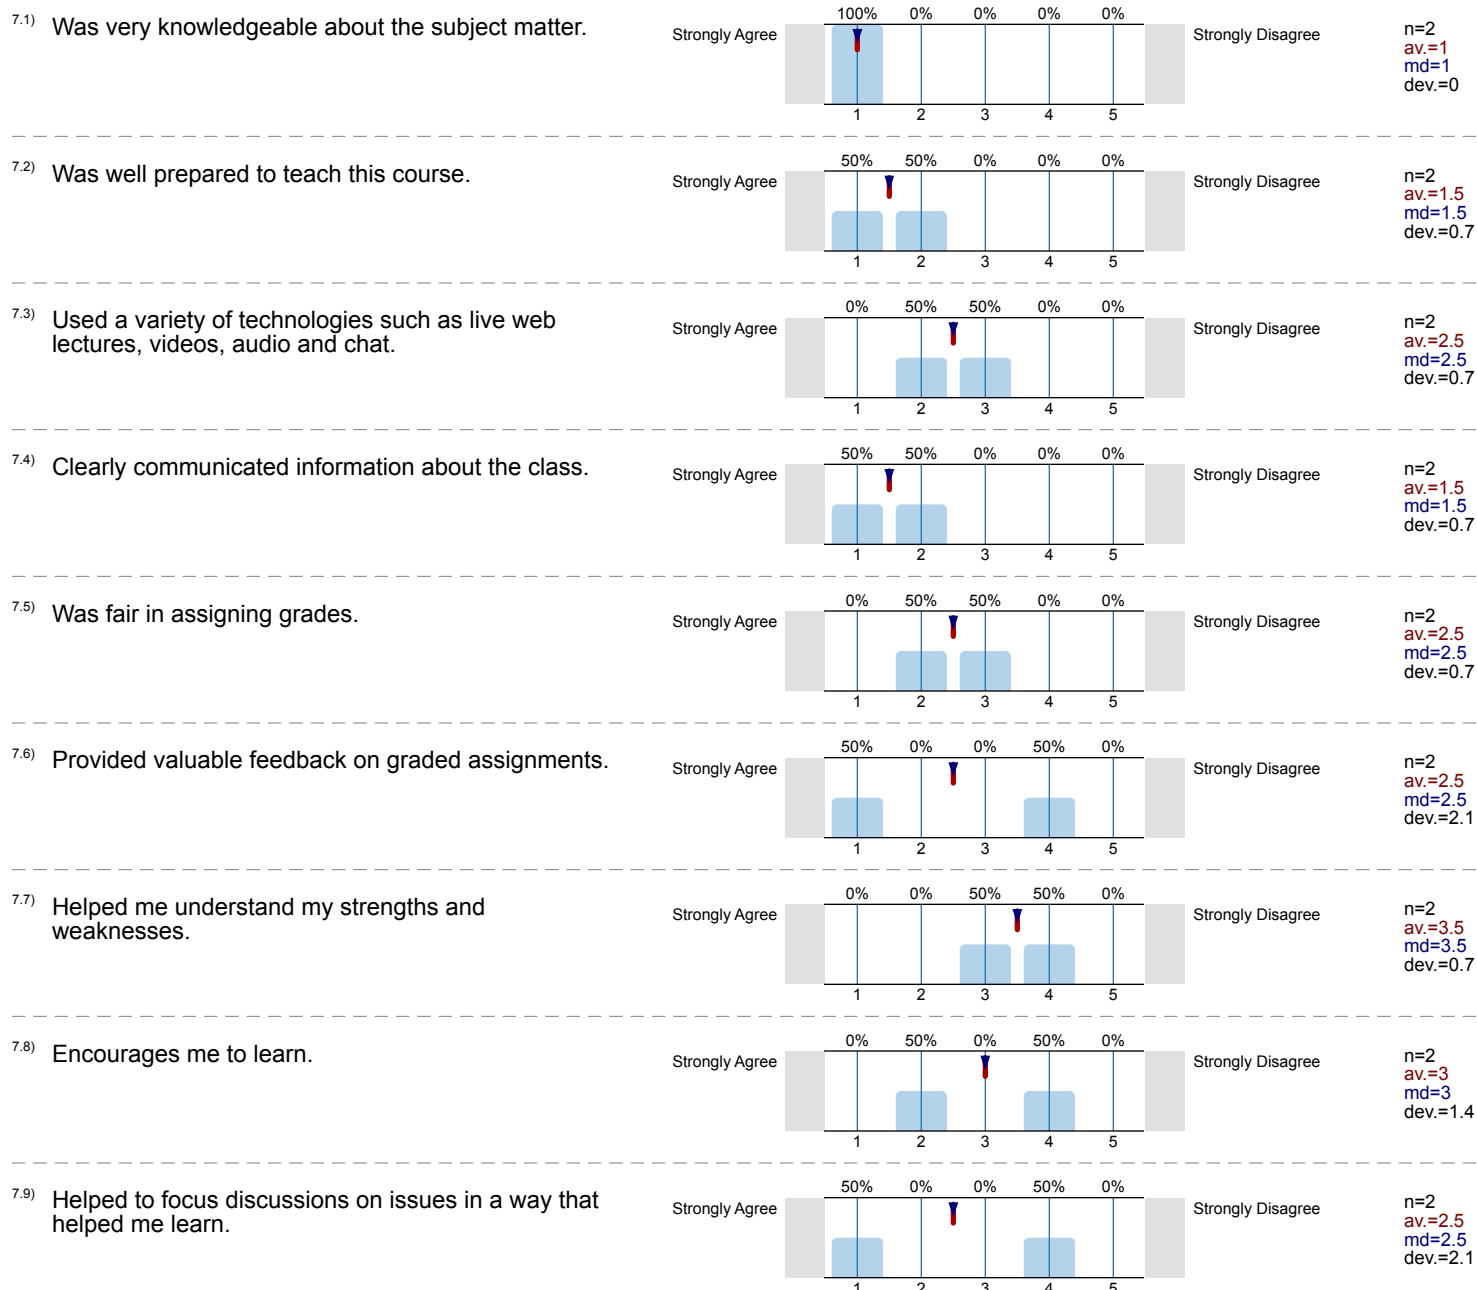 7.1) Was very knowledgeable about the subject matter.
100% 0% 0% 0%
Strongly Agree
Strongly Disagree
n=2
av.=1
md=1
dev.=0
1 2 3 4 5
7.2) Was well prepared to teach this course.
50% 50% 0% 0% 0%
Strongly Agree
Strongly Disagree
n=2
av.=1.5
md=1.5
dev.=0.7
1 2 3 4 5
7.3) Used a variety of technologies such as live web
lectures, videos, audio and chat.
0% 50% 50% 0% 0%
Strongly Agree
Strongly Disagree
n=2
av.=2.5
md=2.5
dev.=0.7
1 2 3 4 5
7.4) Clearly communicated information about the class.
50% 50% 0% 0% 0%
Strongly Agree
Strongly Disagree
n=2
av.=1.5
md=1.5
dev.=0.7
1 2 3 4 5
7.5) Was fair in assigning grades.
0% 50% 50% 0% 0%
Strongly Agree
Strongly Disagree
n=2
av.=2.5
md=2.5
dev.=0.7
1 2 3 4 5
7.6) Provided valuable feedback on graded assignments.
50% 0% 0% 50% 0%
Strongly Agree
Strongly Disagree
n=2
av.=2.5
md=2.5
dev.=2.1
1 2 3 4 5
7.7) Helped me understand my strengths and
weaknesses.
0% 0% 50% 50% 0%
Strongly Agree
Strongly Disagree
n=2
av.=3.5
md=3.5
dev.=0.7
1 2 3 4 5
7.8) Encourages me to learn.
0% 50% 0% 50% 0%
Strongly Agree
Strongly Disagree
n=2
av.=3
md=3
dev.=1.4
1 2 3 4 5
7.9) Helped to focus discussions on issues in a way that
helped me learn.
50% 0% 0% 50% 0%
Strongly Agree
Strongly Disagree
n=2
av.=2.5
md=2.5
dev.=2.1
1 2 3 4 5